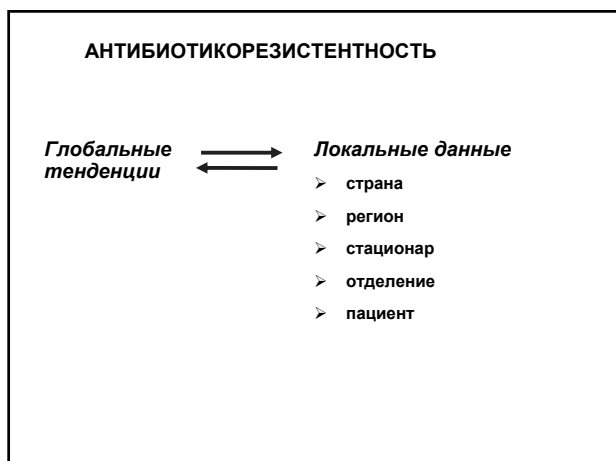 АНТИБИОТИКОРЕЗИСТЕНТНОСТЬ
Глобальные
тенденции
Локальные данные
страна
регион
стационар
отделение
пациент